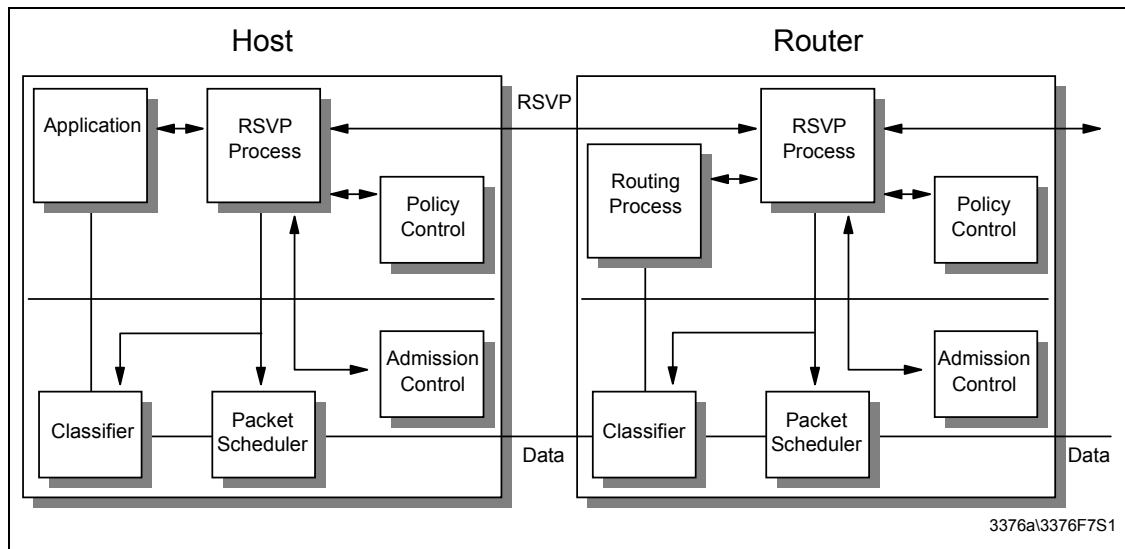 Host
Router
Application
RSVP
Process
Policy
Control
Admission
Control
Classifier
Packet
Scheduler
RSVP
Data
RSVP
Process
Routing
Process
Policy
Control
Admission
Control
Classifier
Packet
Scheduler
Data
3376a\3376F7S1